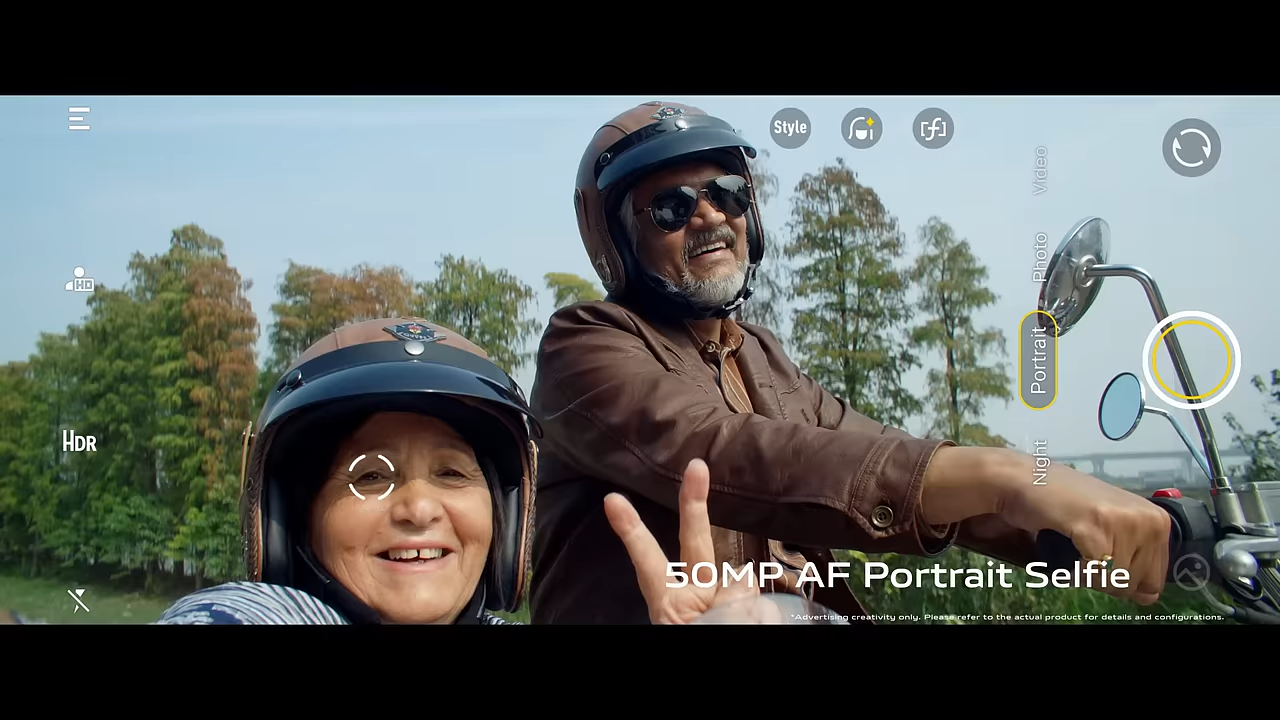 Style
Video
Photo
Portrait
Night
HD
HDR
50MP AF Portrait Selfie
*Advertising creativity only. Please refer to the actual product for details and configurations.